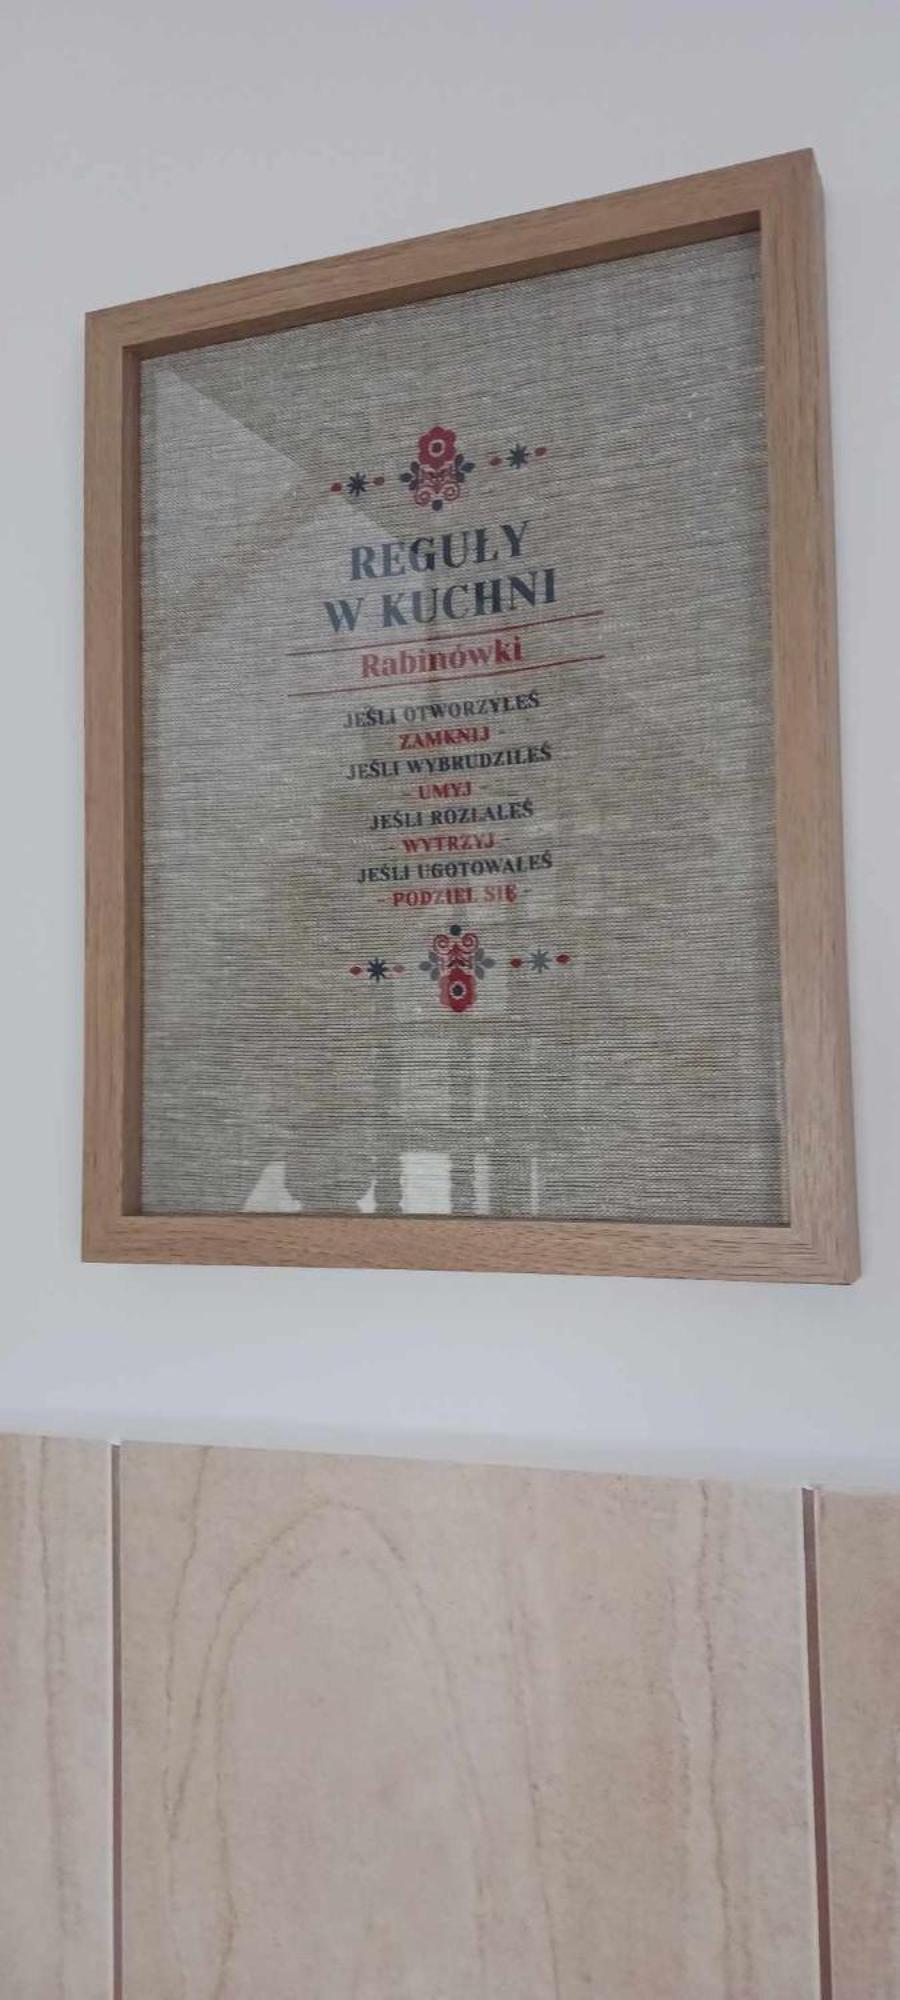 REGUŁY
W KUCHNI
Rabinówki
JEŚLI OTWORZYŁEŚ
- ZAMKNIJ -
JEŚLI WYBRUDZIŁEŚ
- UMYJ -
JEŚLI ROZLAŁEŚ
- WYTRZYJ -
JEŚLI UGOTOWAŁEŚ
- PODZIEL SIĘ -